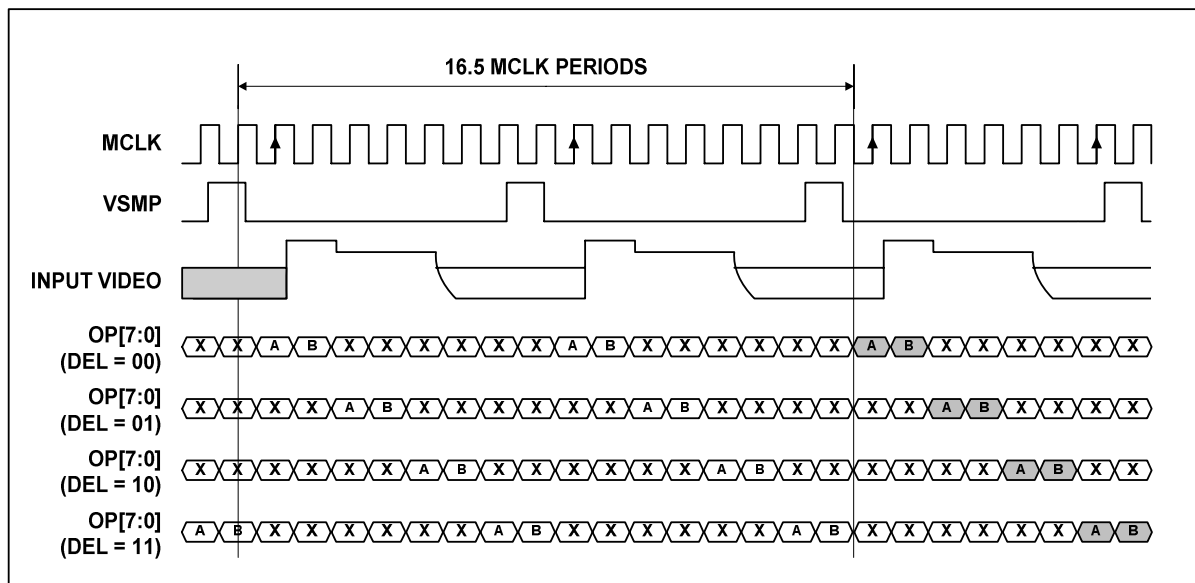 16.5 MCLK PERIODS
MCLK
VSMP
INPUT VIDEO
OP[7:0]
(DEL = 00)
X X A B X X X X X X A B X X X X X X A B X X X X X X
OP[7:0]
(DEL = 01)
X X X X A B X X X X X X A B X X X X X X A B X X X X
OP[7:0]
(DEL = 10)
X X X X X X A B X X X X X X A B X X X X X X A B X X
OP[7:0]
(DEL = 11)
A B X X X X X X A B X X X X X X A B X X X X X X A B